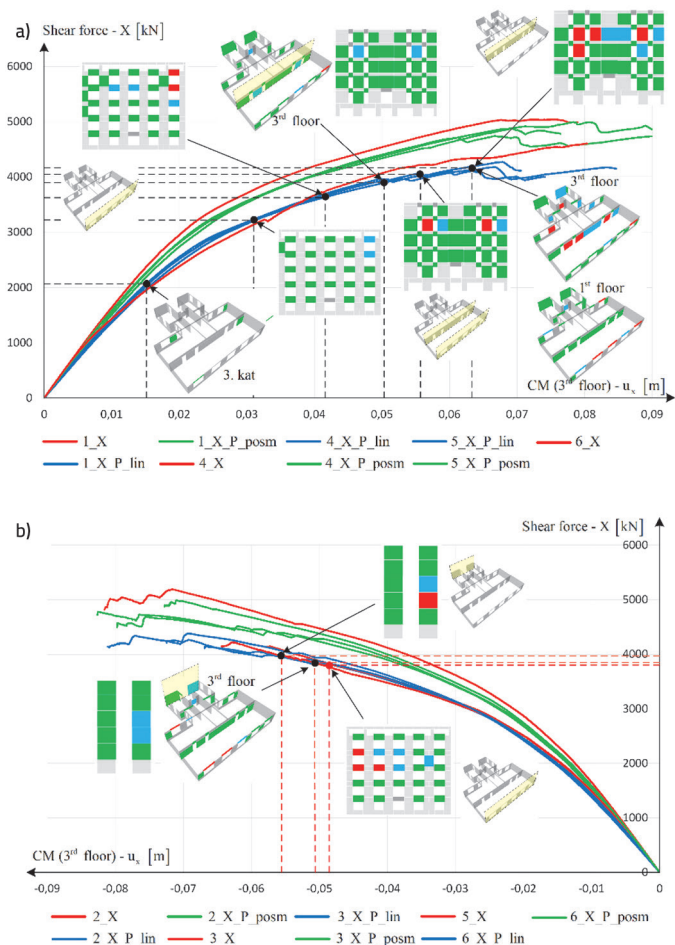 a)
Shear force - X [kN]
6000
5000
4000
3000
2000
1000
0
3rd floor
3rd floor
1st floor
3. kat
CM (3rd floor) - ux [m]
0 0,01 0,02 0,03 0,04 0,05 0,06 0,07 0,08 0,09
1_X 1_X_P_posm 4_X_P_lin 5_X_P_lin 6_X
1_X_P_lin 4_X 4_X_P_posm 5_X_P_posm
b)
Shear force - X [kN]
6000
5000
4000
3000
2000
1000
0
3rd floor
CM (3rd floor) - ux [m]
-0,09 -0,08 -0,07 -0,06 -0,05 -0,04 -0,03 -0,02 -0,01 0
2_X 2_X_P_posm 3_X_P_lin 5_X 6_X_P_posm
2_X_P_lin 3_X 3_X_P_posm 6_X_P_lin